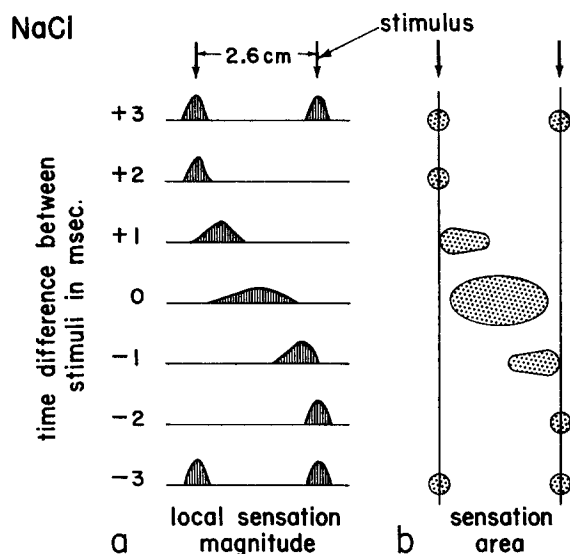 NaCl
stimulus
2.6 cm
time difference between
stimuli in msec.
+3
+2
+1
0
−1
−2
−3
a
local sensation
magnitude
b
sensation
area